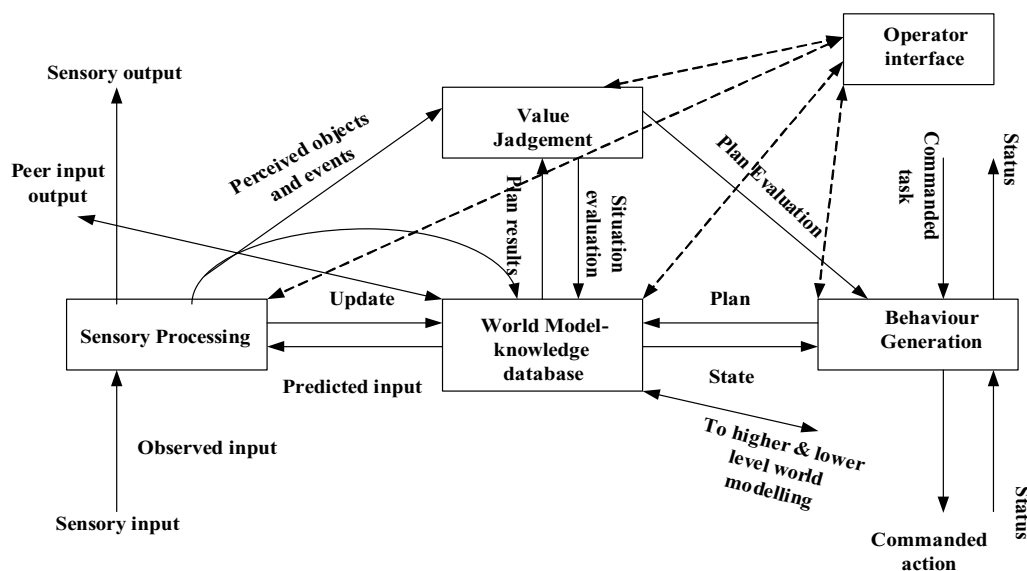 Operator
interface
Sensory output
Value
Jadgement
Perceived objects
and events
Peer input
output
Plan results
Situation
evaluation
Plan Evaluation
Commanded
task
Status
Update
Plan
Sensory Processing
World Model-
knowledge
database
Behaviour
Generation
Predicted input
State
Observed input
To higher & lower
level world
modelling
Sensory input
Status
Commanded
action